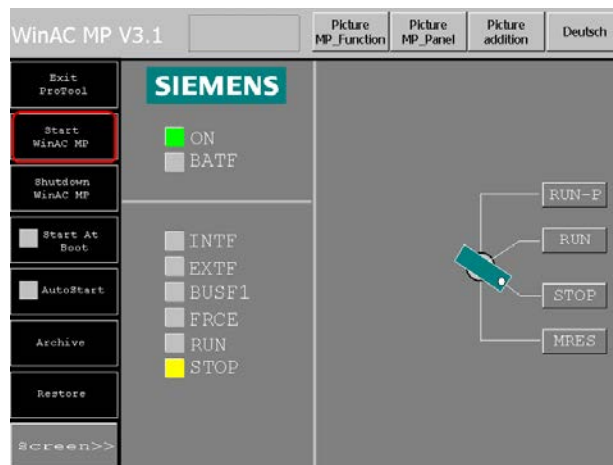 WinAC MP V3.1
Picture
MP_Function
Picture
MP_Panel
Picture
addition
Deutsch
Exit
ProTool
Start
WinAC MP
Shutdown
WinAC MP
Start At
Boot
AutoStart
Archive
Restore
Screen>>
SIEMENS
ON
BATF
INTF
EXTF
BUSF1
FRCE
RUN
STOP
RUN-P
RUN
STOP
MRES